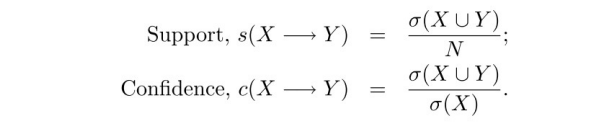 Support, s(X ⟶ Y) = σ(X ∪ Y) / N;
Confidence, c(X ⟶ Y) = σ(X ∪ Y) / σ(X).